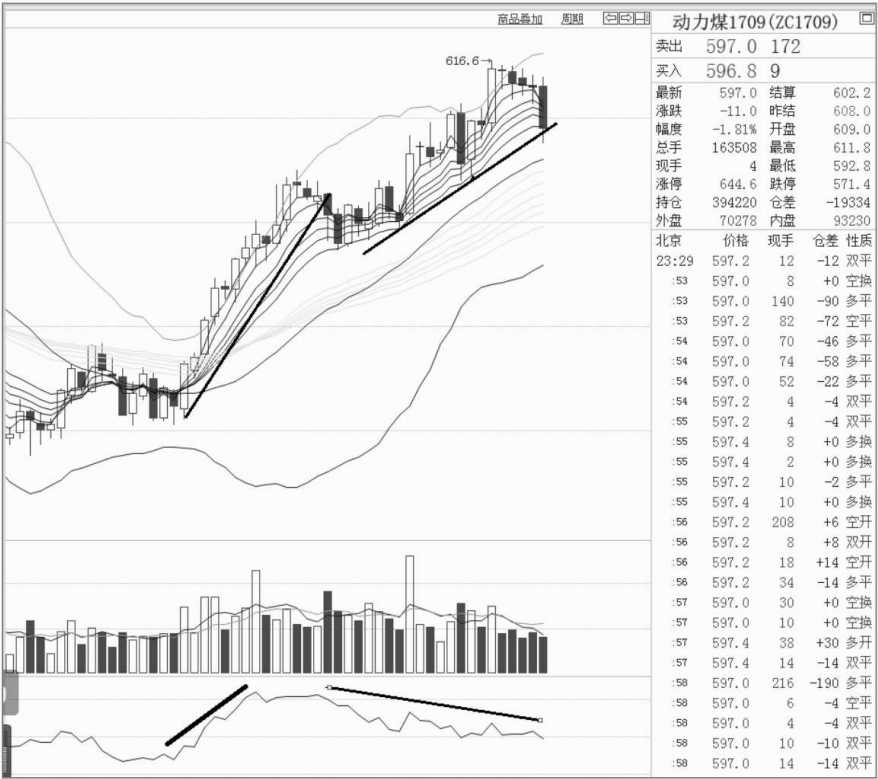 商品叠加 周期
动力煤1709(ZC1709)
616.6
卖出 597.0 172
买入 596.8 9
最新 597.0 结算 602.2
涨跌 -11.0 昨结 608.0
幅度 -1.81% 开盘 609.0
总手 163508 最高 611.8
现手 4 最低 592.8
涨停 644.6 跌停 571.4
持仓 394220 仓差 -19334
外盘 70278 内盘 93230
北京 价格 现手 仓差 性质
23:29 597.2 12 -12 双平
:53 597.0 8 +0 空换
:53 597.0 140 -90 多平
:53 597.2 82 -72 空平
:54 597.0 70 -46 多平
:54 597.0 74 -58 多平
:54 597.0 52 -22 多平
:54 597.2 4 -4 双平
:55 597.2 4 -4 双平
:55 597.4 8 +0 多换
:55 597.4 2 +0 多换
:55 597.2 10 -2 多平
:55 597.4 10 +0 多换
:56 597.2 208 +6 空开
:56 597.2 8 +8 双开
:56 597.2 18 +14 空开
:56 597.2 34 -14 多平
:57 597.0 30 +0 空换
:57 597.0 10 +0 空换
:57 597.4 38 +30 多开
:57 597.4 14 -14 双平
:58 597.0 216 -190 多平
:58 597.0 6 -4 空平
:58 597.0 4 -4 双平
:58 597.0 10 -10 双平
:58 597.0 14 -14 双平